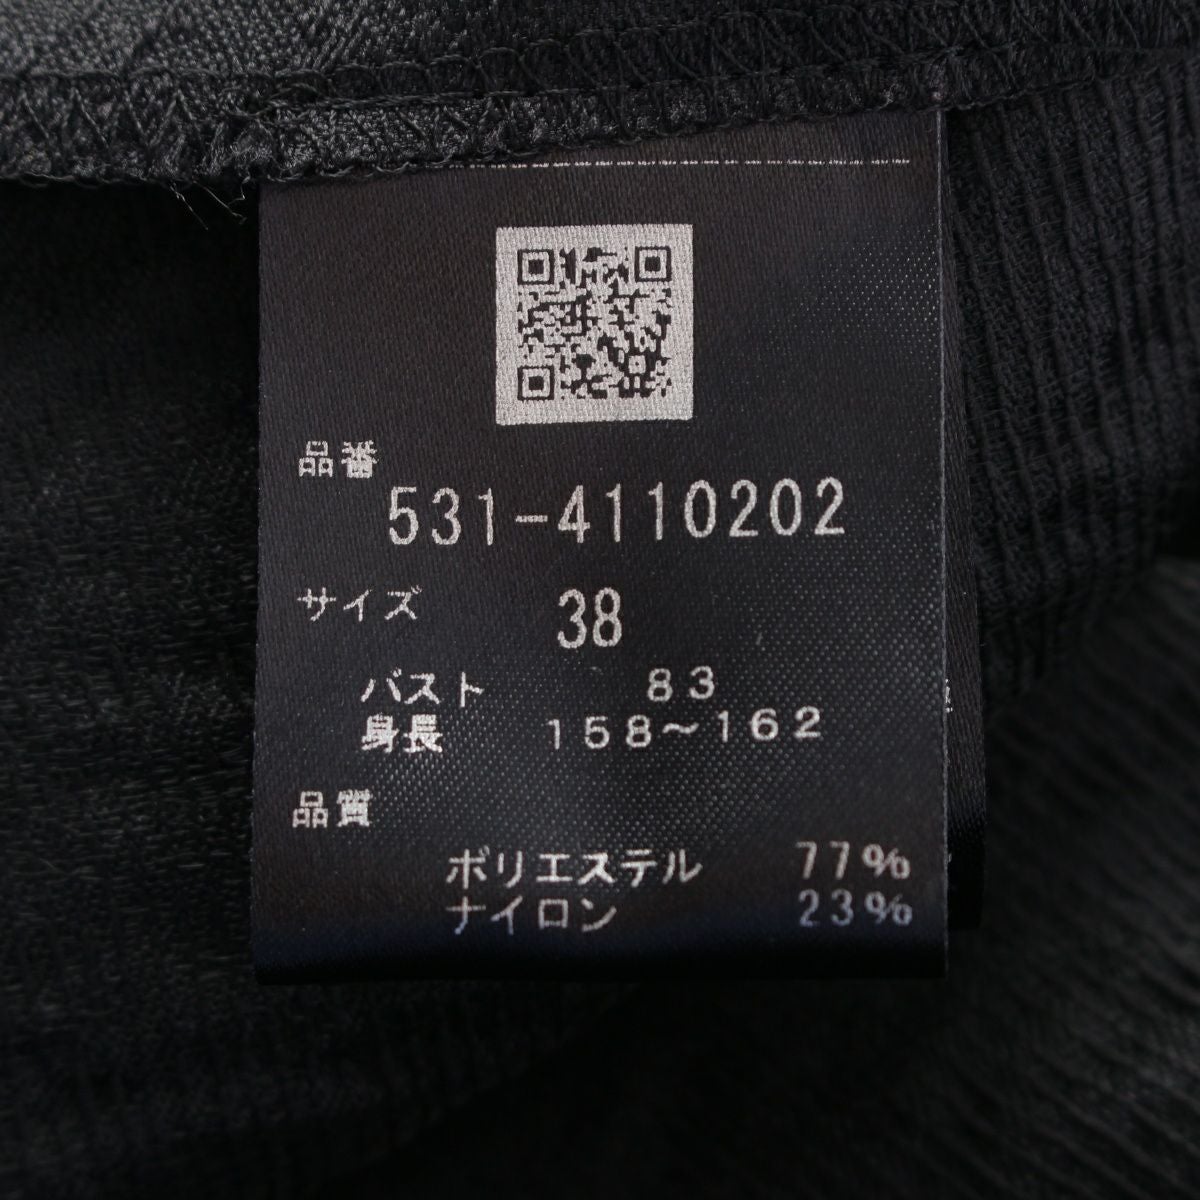 品番
531-4110202
サイズ 38
バスト 83
身長 158~162
品質
ポリエステル 77%
ナイロン 23%